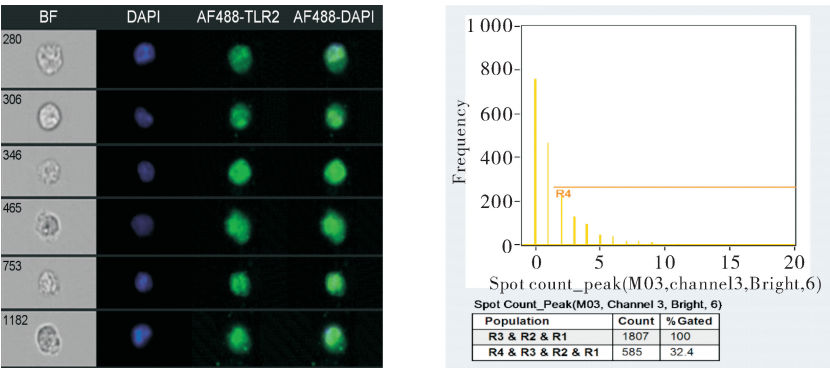 BF DAPI AF488-TLR2 AF488-DAPI
280
306
346
465
753
1182
1 000
800
600
400
200
0
Frequency
R4
0 5 10 15 20
Spot count_peak(M03,channel3,Bright,6)
Spot Count_Peak(M03, Channel 3, Bright, 6)
Population Count %Gated
R3 & R2 & R1 1807 100
R4 & R3 & R2 & R1 585 32.4